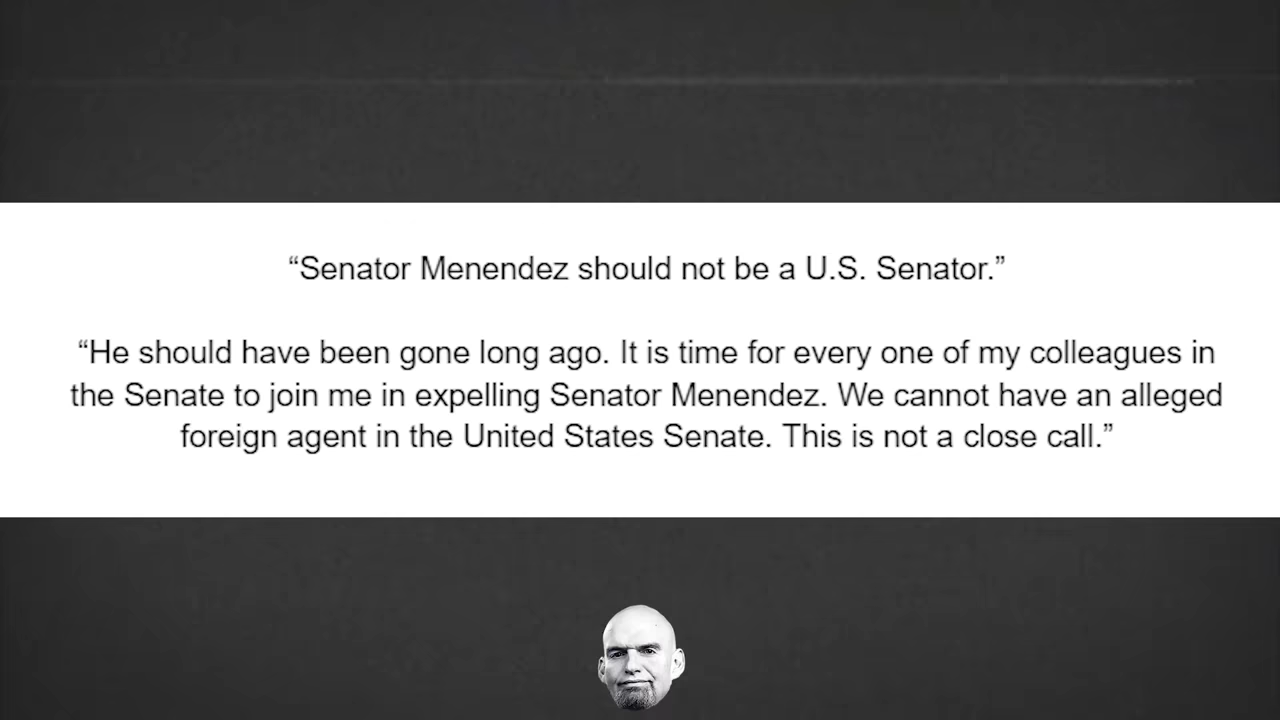 “Senator Menendez should not be a U.S. Senator.”
“He should have been gone long ago. It is time for every one of my colleagues in
the Senate to join me in expelling Senator Menendez. We cannot have an alleged
foreign agent in the United States Senate. This is not a close call.”